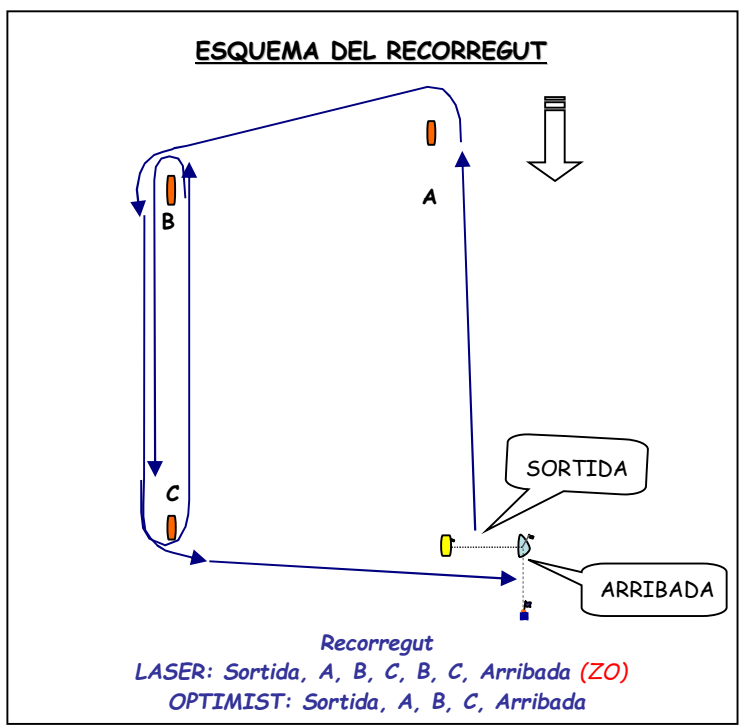 ESQUEMA DEL RECORREGUT
A
B
C
SORTIDA
ARRIBADA
Recorregut
LASER: Sortida, A, B, C, B, C, Arribada (ZO)
OPTIMIST: Sortida, A, B, C, Arribada